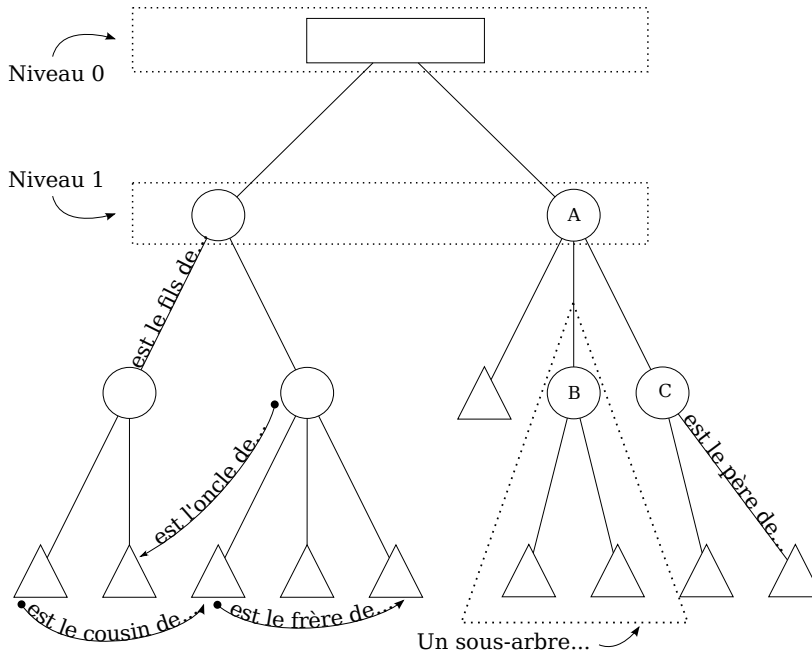 Niveau 0
Niveau 1
A
est le fils de...
B
C
est l'oncle de...
est le père de...
est le cousin de...
est le frère de...
Un sous-arbre...